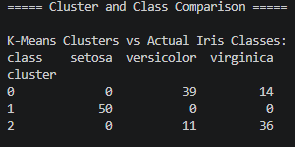 ===== Cluster and Class Comparison =====
K-Means Clusters vs Actual Iris Classes:
class    setosa  versicolor  virginica
cluster
0             0          39         14
1            50           0          0
2             0          11         36